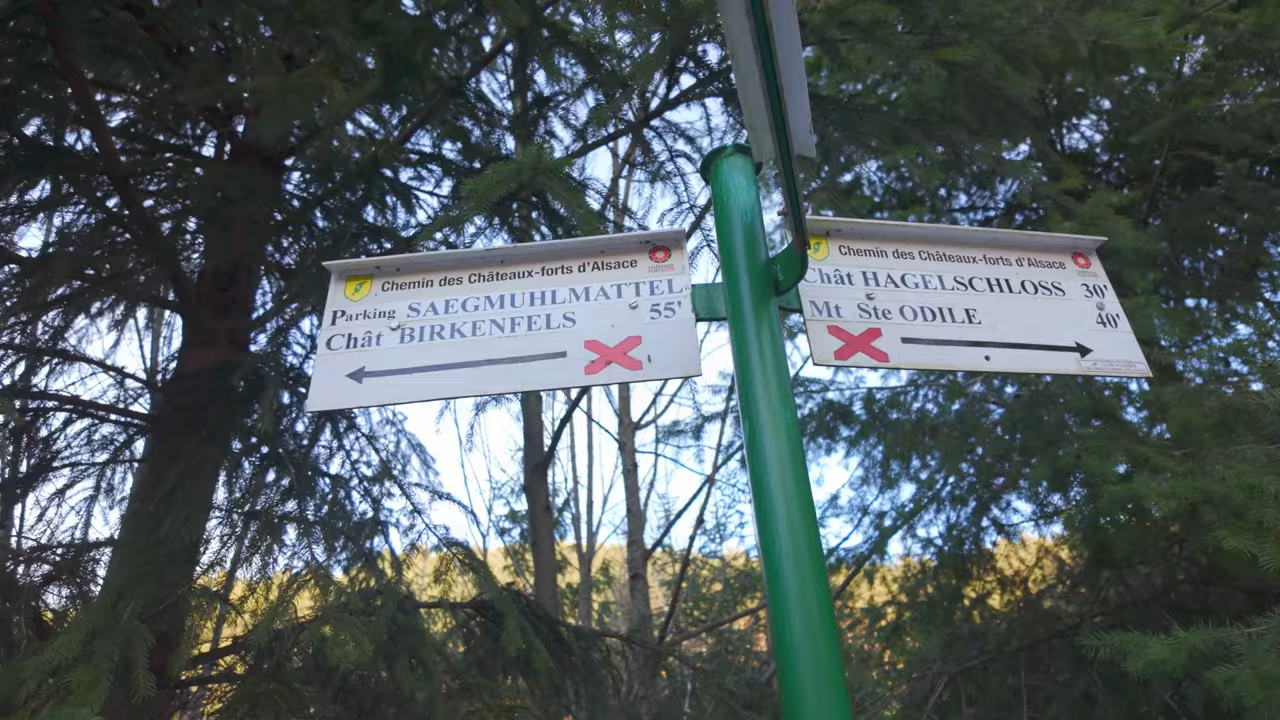 Chemin des Châteaux-forts d'Alsace
Parking SAEGMUHLMATTEL
Chât BIRKENFELS 55'
Chemin des Châteaux-forts d'Alsace
Chât HAGELSCHLOSS 30'
Mt Ste ODILE 40'